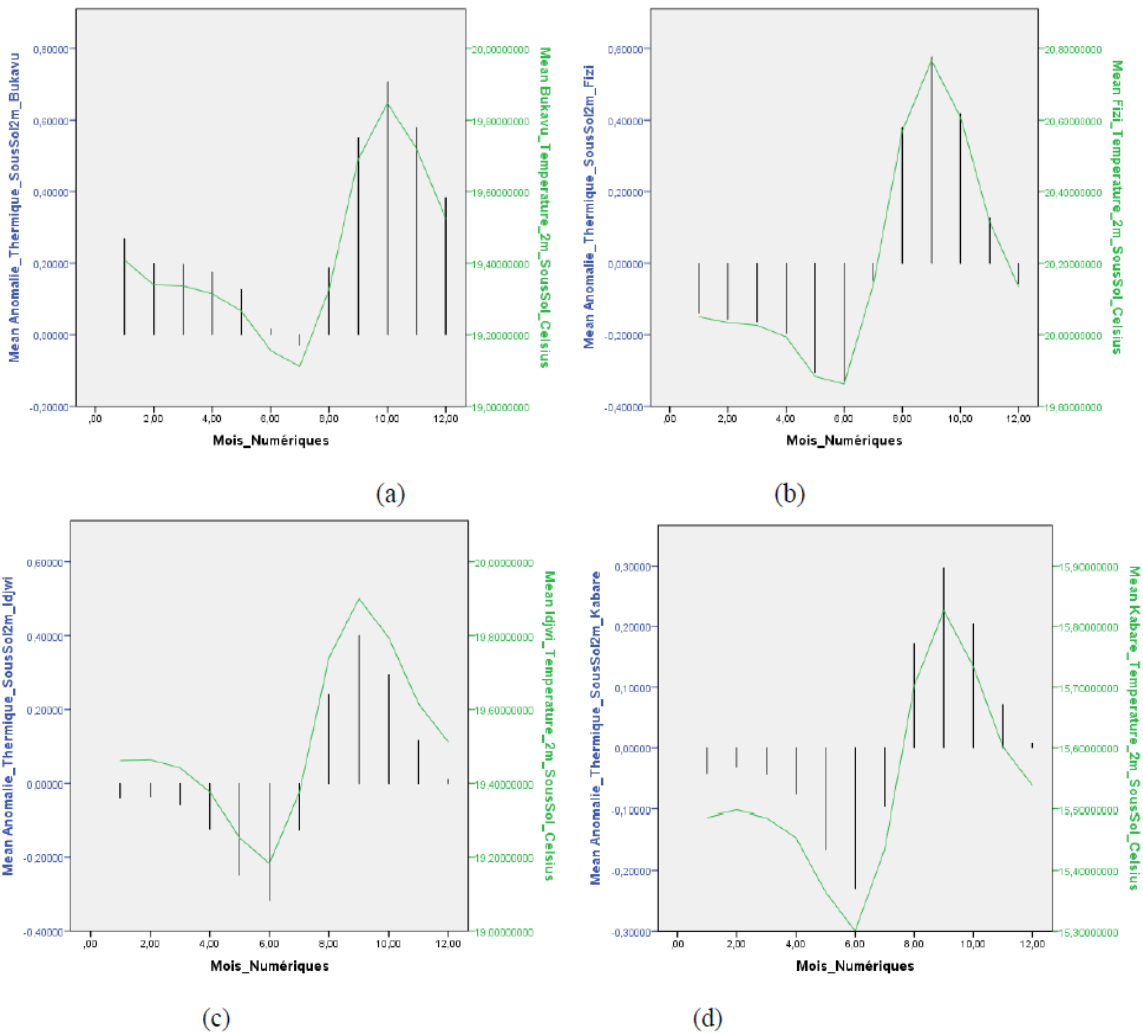 Mean Anomalie_Thermique_SousSol2m_Bukavu
0,80000
0,60000
0,40000
0,20000
0,00000
-0,20000
,00 2,00 4,00 6,00 8,00 10,00 12,00
Mois_Numériques
20,00000000
19,80000000
19,60000000
19,40000000
19,20000000
19,00000000
Mean Bukavu_Temperature_2m_SousSol_Celsius
(a)
Mean Anomalie_Thermique_SousSol2m_Fizi
0,60000
0,40000
0,20000
0,00000
-0,20000
-0,40000
,00 2,00 4,00 6,00 8,00 10,00 12,00
Mois_Numériques
20,80000000
20,60000000
20,40000000
20,20000000
20,00000000
19,80000000
Mean Fizi_Temperature_2m_SousSol_Celsius
(b)
Mean Anomalie_Thermique_SousSol2m_Idjwi
0,60000
0,40000
0,20000
0,00000
-0,20000
-0,40000
,00 2,00 4,00 6,00 8,00 10,00 12,00
Mois_Numériques
20,00000000
19,80000000
19,60000000
19,40000000
19,20000000
19,00000000
Mean Idjwi_Temperature_2m_SousSol_Celsius
(c)
Mean Anomalie_Thermique_SousSol2m_Kabare
0,30000
0,20000
0,10000
0,00000
-0,10000
-0,20000
-0,30000
,00 2,00 4,00 6,00 8,00 10,00 12,00
Mois_Numériques
15,90000000
15,80000000
15,70000000
15,60000000
15,50000000
15,40000000
15,30000000
Mean Kabare_Temperature_2m_SousSol_Celsius
(d)